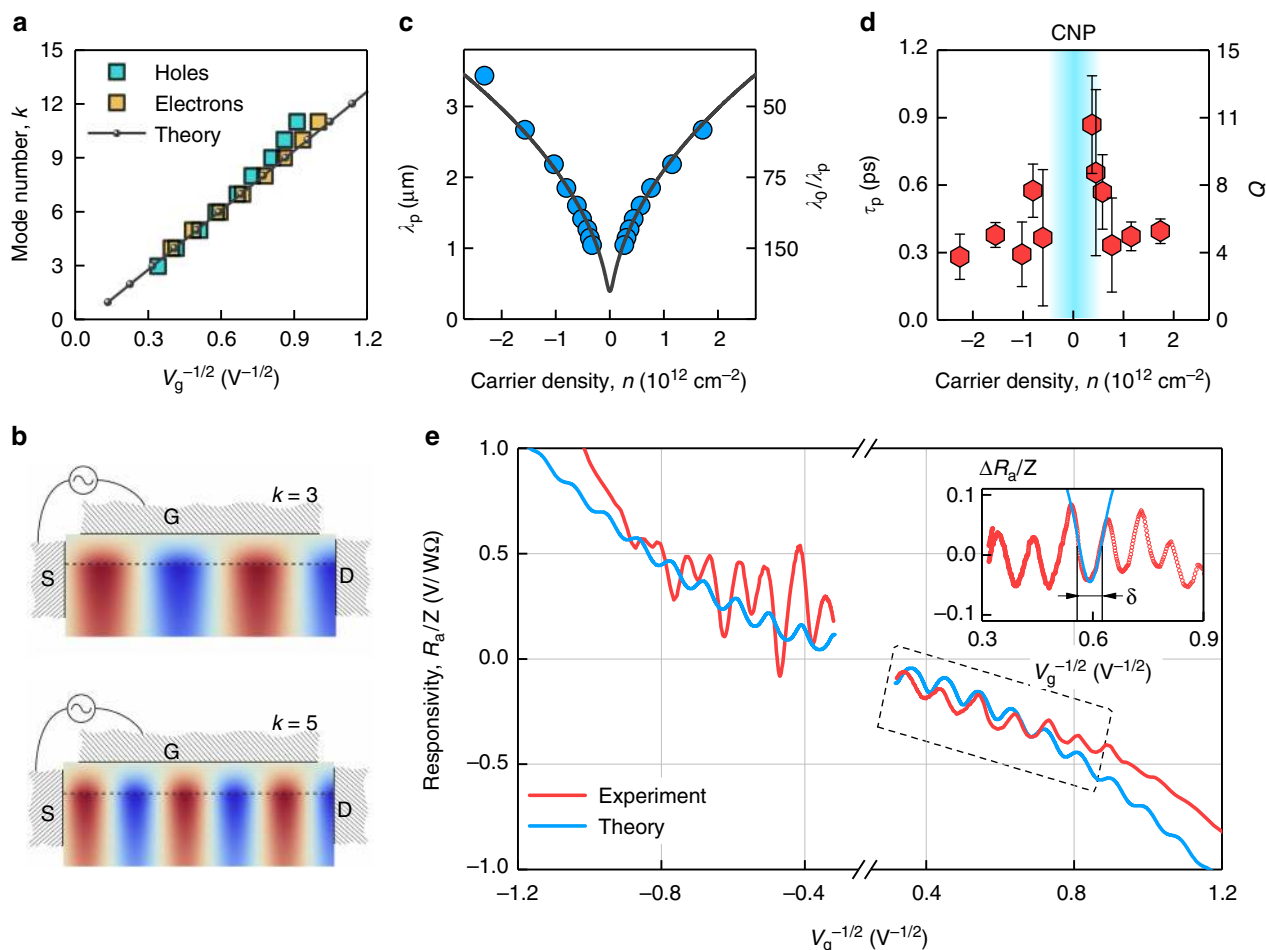 a
Mode number, k
15
12
9
6
3
0
Holes
Electrons
Theory
0.0
0.3
0.6
0.9
1.2
Vg^−1/2 (V^−1/2)
c
λp (μm)
3
2
1
0
50
75
150
λ0/λp
−2
−1
0
1
2
Carrier density, n (10^12 cm^−2)
d
CNP
τp (ps)
1.2
0.9
0.6
0.3
0.0
15
11
8
4
0
Q
−2
−1
0
1
2
Carrier density, n (10^12 cm^−2)
b
k = 3
G
S
D
k = 5
G
S
D
e
Responsivity, Ra/Z (V/WΩ)
1.0
0.5
0.0
−0.5
−1.0
Experiment
Theory
−1.2
−0.8
−0.4
0.4
0.8
1.2
Vg^−1/2 (V^−1/2)
ΔRa/Z
0.1
0.0
−0.1
δ
0.3
0.6
0.9
Vg^−1/2 (V^−1/2)